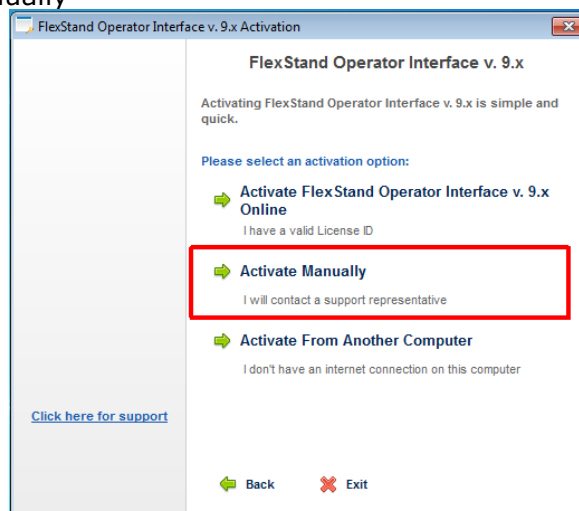 FlexStand Operator Interface v. 9.x Activation
FlexStand Operator Interface v. 9.x
Activating FlexStand Operator Interface v. 9.x is simple and
quick.
Please select an activation option:
Activate FlexStand Operator Interface v. 9.x
Online
I have a valid License ID
Activate Manually
I will contact a support representative
Activate From Another Computer
I don't have an internet connection on this computer
Click here for support
Back
Exit